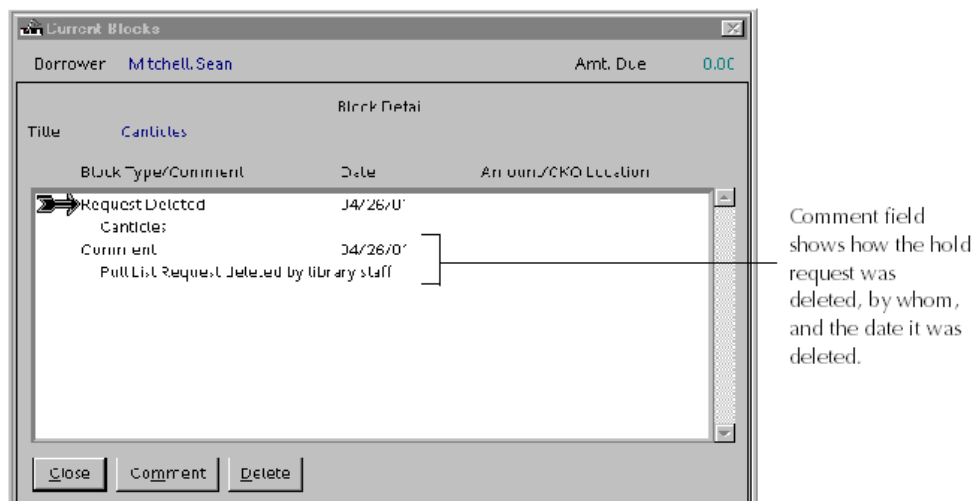 Current Blocks
Borrower Mitchell, Sean Amt. Due 0.00
Block Detail
Title Canticles
Block Type/Comment Date Amount/CKO Location
Request Deleted 04/26/01
Canticles
Comment 04/26/01
Pull List Request deleted by library staff
Close Comment Delete
Comment field
shows how the hold
request was
deleted, by whom,
and the date it was
deleted.